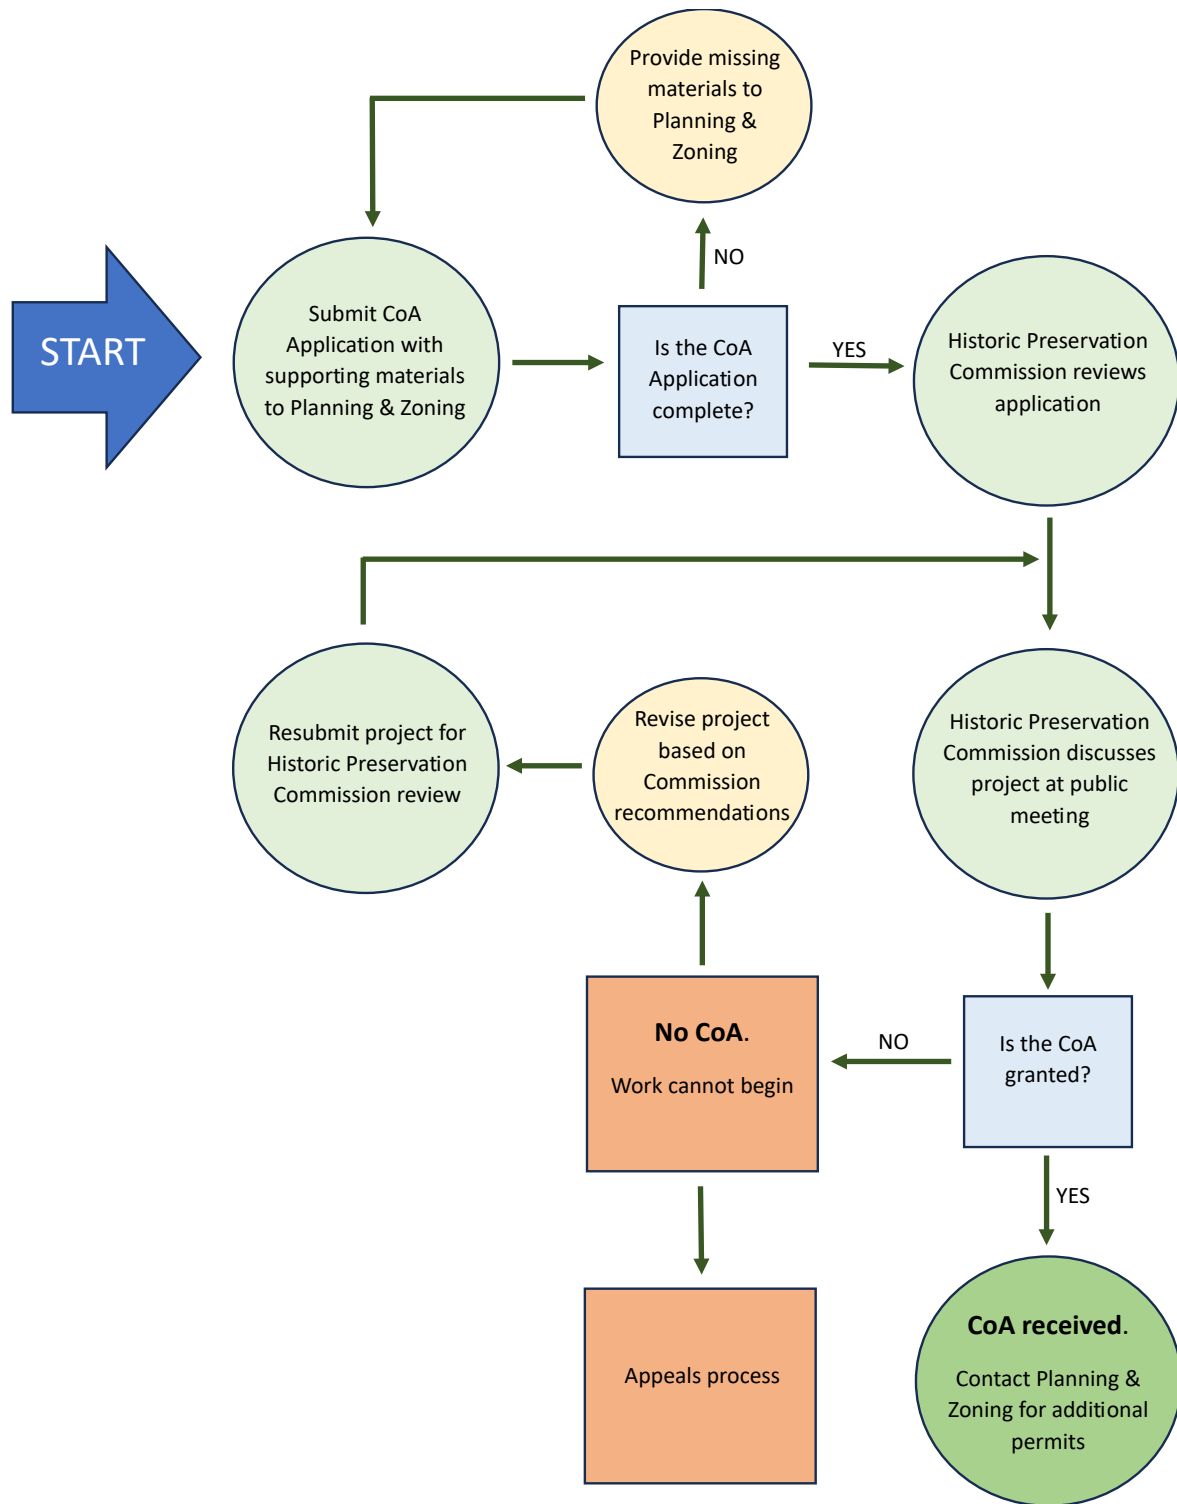 Provide missing
materials to
Planning &
Zoning
NO
START
Submit CoA
Application with
supporting materials
to Planning & Zoning
Is the CoA
Application
complete?
YES
Historic Preservation
Commission reviews
application
Resubmit project for
Historic Preservation
Commission review
Revise project
based on
Commission
recommendations
Historic Preservation
Commission discusses
project at public
meeting
No CoA.
Work cannot begin
NO
Is the CoA
granted?
YES
Appeals process
CoA received.
Contact Planning &
Zoning for additional
permits